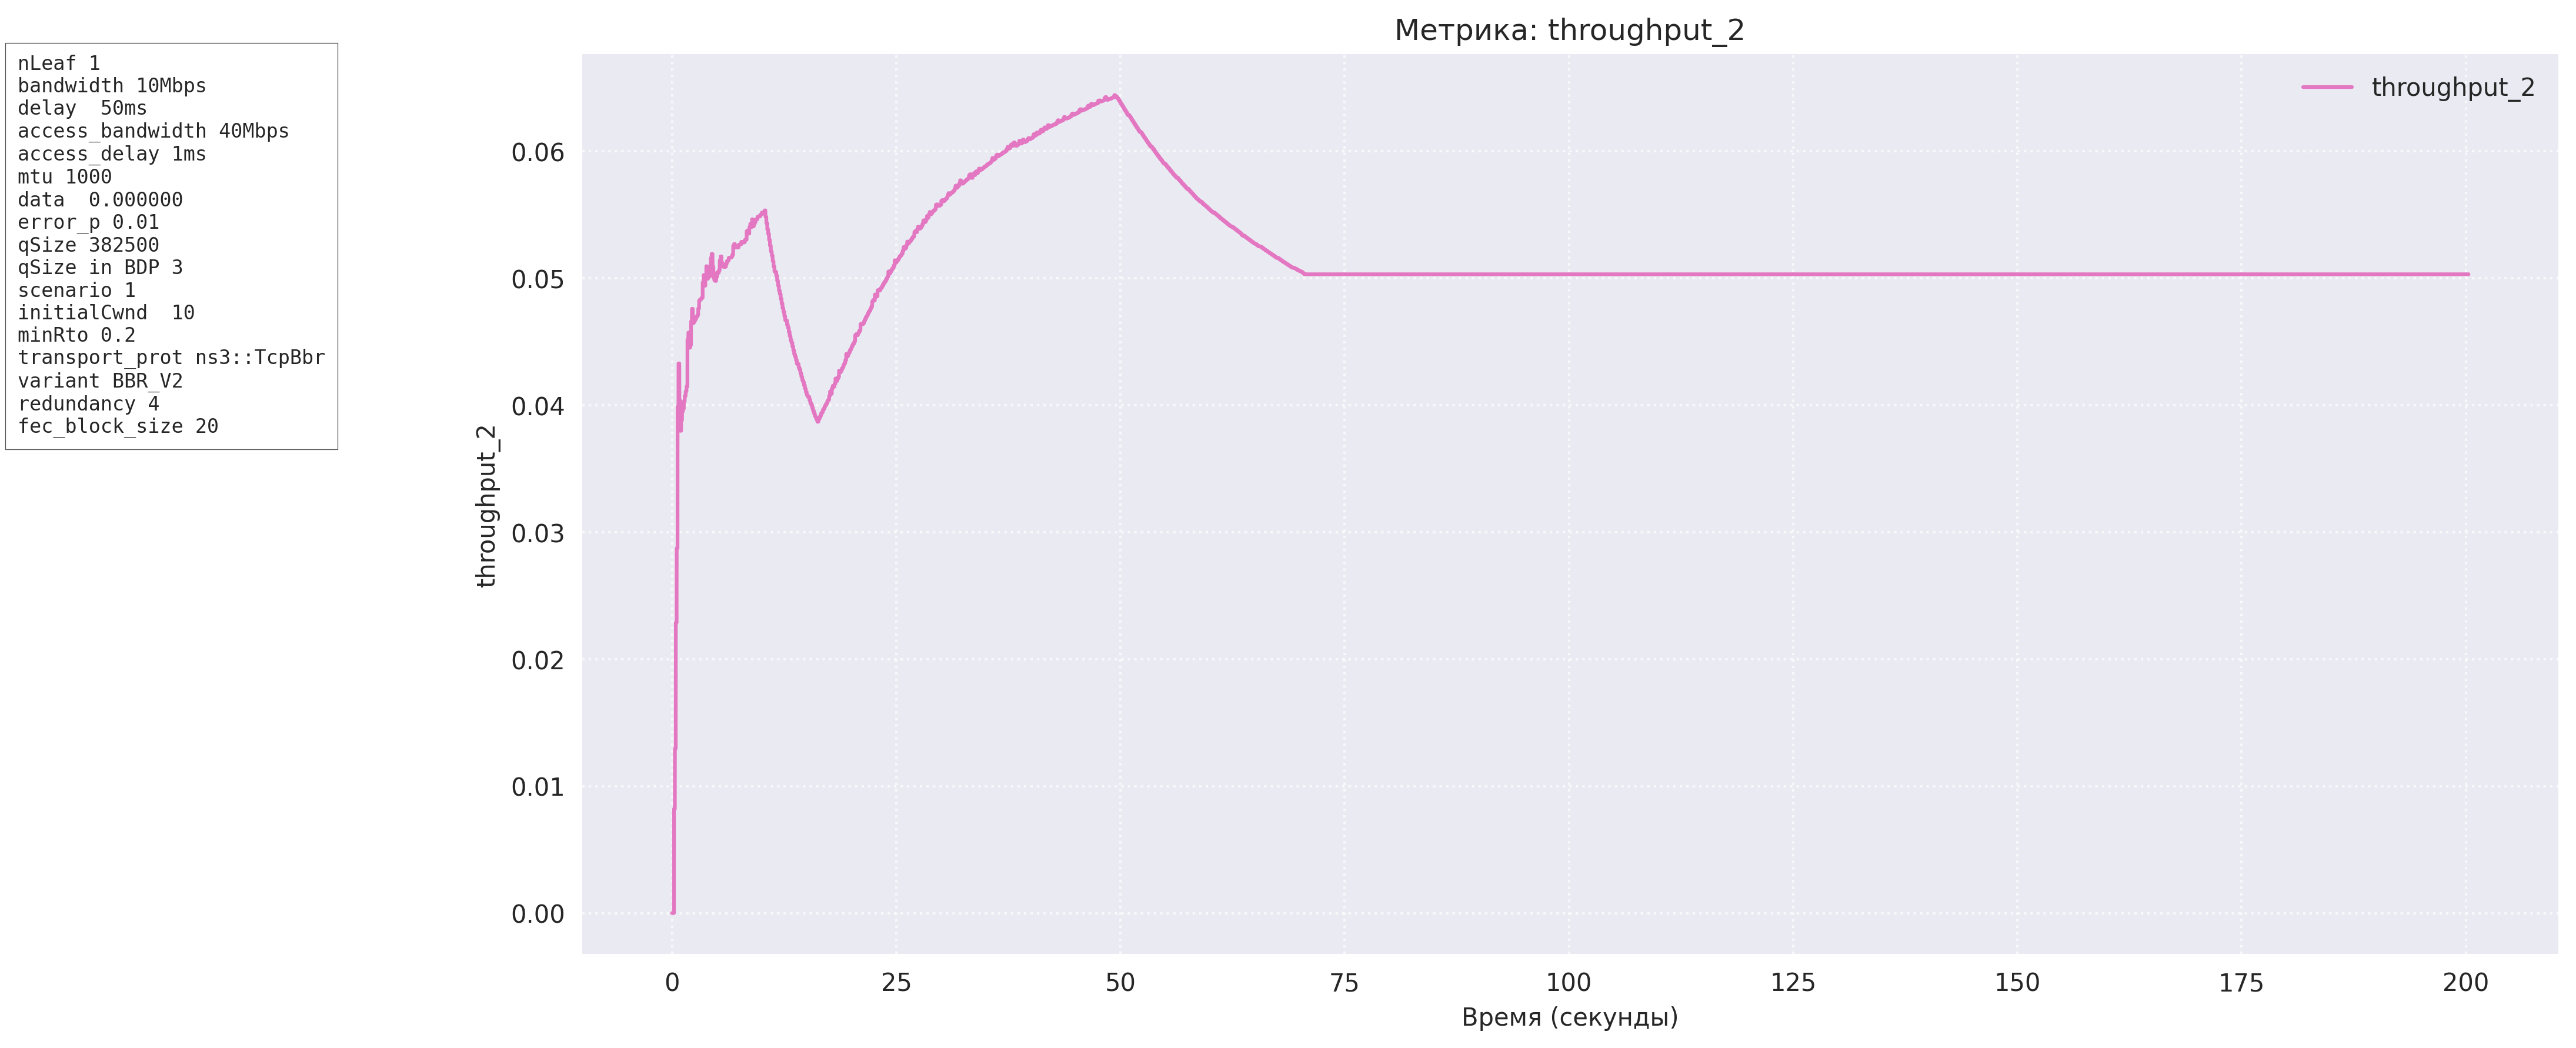 Метрика: throughput_2
nLeaf 1
bandwidth 10Mbps
delay  50ms
access_bandwidth 40Mbps
access_delay 1ms
mtu 1000
data  0.000000
error_p 0.01
qSize 382500
qSize in BDP 3
scenario 1
initialCwnd  10
minRto 0.2
transport_prot ns3::TcpBbr
variant BBR_V2
redundancy 4
fec_block_size 20
throughput_2
throughput_2
0.06
0.05
0.04
0.03
0.02
0.01
0.00
0 25 50 75 100 125 150 175 200
Время (секунды)